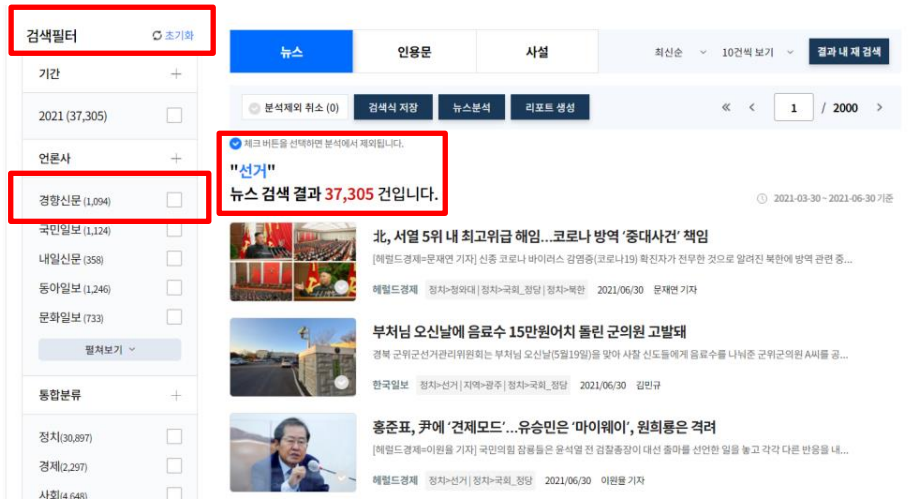 검색필터 초기화
기간 +
2021 (37,305)
언론사 +
경향신문 (1,094)
국민일보 (1,124)
내일신문 (358)
동아일보 (1,246)
문화일보 (733)
펼쳐보기
통합분류 +
정치(30,897)
경제(2,297)
사회(4,648)
뉴스 인용문 사설 최신순 10건씩 보기 결과 내 재 검색
분석제외 취소 (0) 검색식 저장 뉴스분석 리포트 생성 « < 1 / 2000 >
체크 버튼을 선택하면 분석에서 제외됩니다.
"선거"
뉴스 검색 결과 37,305 건입니다.
2021-03-30 ~ 2021-06-30 기준
北, 서열 5위 내 최고위급 해임...코로나 방역 '중대사건' 책임
[헤럴드경제=문재연 기자] 신종 코로나 바이러스 감염증(코로나19) 확진자가 전무한 것으로 알려진 북한에 방역 관련 중...
헤럴드경제 정치>청와대 | 정치>국회_정당 | 정치>북한 2021/06/30 문재연 기자
부처님 오신날에 음료수 15만원어치 돌린 군의원 고발돼
경북 군위군선거관리위원회는 부처님 오신날(5월19일)을 맞아 사찰 신도들에게 음료수를 나눠준 군위군의원 A씨를 공...
한국일보 정치>선거 | 지역>광주 | 정치>국회_정당 2021/06/30 김민규
홍준표, 尹에 '견제모드'...유승민은 '마이웨이', 원희룡은 격려
[헤럴드경제=이원율 기자] 국민의힘 잠룡들은 윤석열 전 검찰총장이 대선 출마를 선언한 일을 놓고 각각 다른 반응을 내...
헤럴드경제 정치>선거 | 정치>국회_정당 2021/06/30 이원율 기자